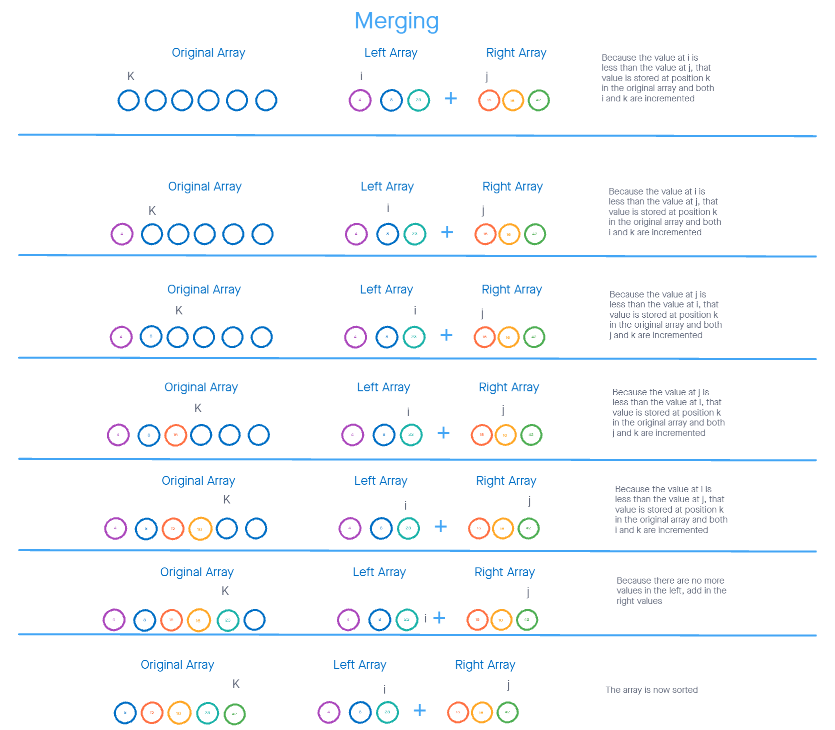 Merging
Original Array Left Array Right Array
K i j
Because the value at i is
less than the value at j, that
value is stored at position k
in the original array and both
i and k are incremented
+
Original Array Left Array Right Array
K i j
Because the value at i is
less than the value at j, that
value is stored at position k
in the original array and both
i and k are incremented
+
Original Array Left Array Right Array
K i j
Because the value at j is
less than the value at i, that
value is stored at position k
in the original array and both
j and k are incremented
+
Original Array Left Array Right Array
K i j
Because the value at j is
less than the value at i, that
value is stored at position k
in the original array and both
j and k are incremented
+
Original Array Left Array Right Array
K i j
Because the value at i is
less than the value at j, that
value is stored at position k
in the original array and both
i and k are incremented
+
Original Array Left Array Right Array
K j
Because there are no more
values in the left, add in the
right values
i +
Original Array Left Array Right Array
K i j
The array is now sorted
+